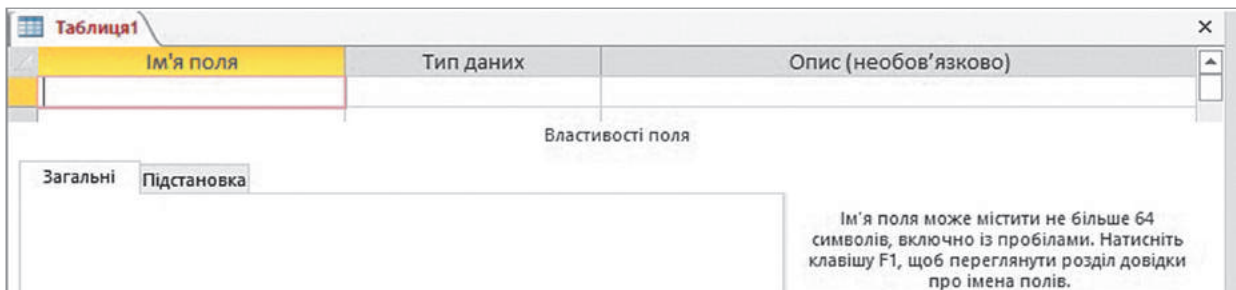 Таблиця1
Ім'я поля Тип даних Опис (необов’язково)
Властивості поля
Загальні Підстановка
Ім'я поля може містити не більше 64
символів, включно із пробілами. Натисніть
клавішу F1, щоб переглянути розділ довідки
про імена полів.